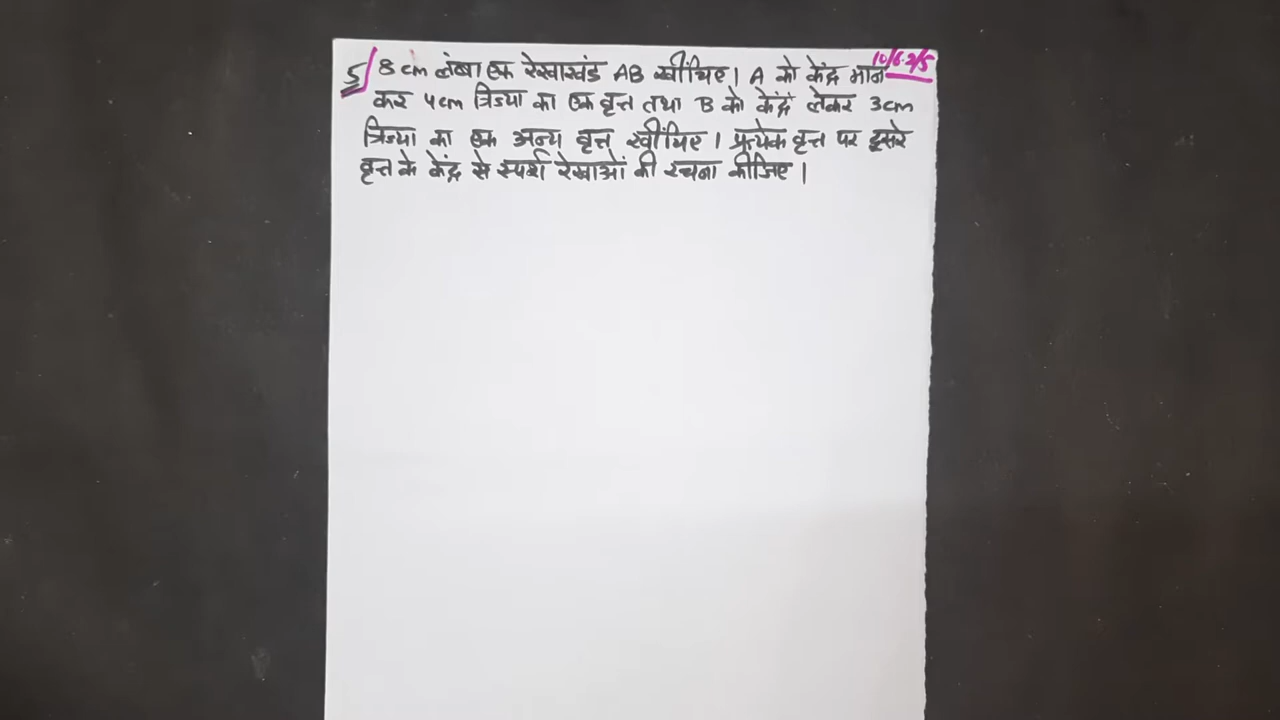 5/ 8 cm लंबा एक रेखाखंड AB खींचिए। A को केंद्र मान 10/6.2/5
कर 4cm त्रिज्या का एक वृत्त तथा B को केंद्र लेकर 3cm
त्रिज्या का एक अन्य वृत्त खींचिए। प्रत्येक वृत्त पर दूसरे
वृत्त के केंद्र से स्पर्श रेखाओं की रचना कीजिए।